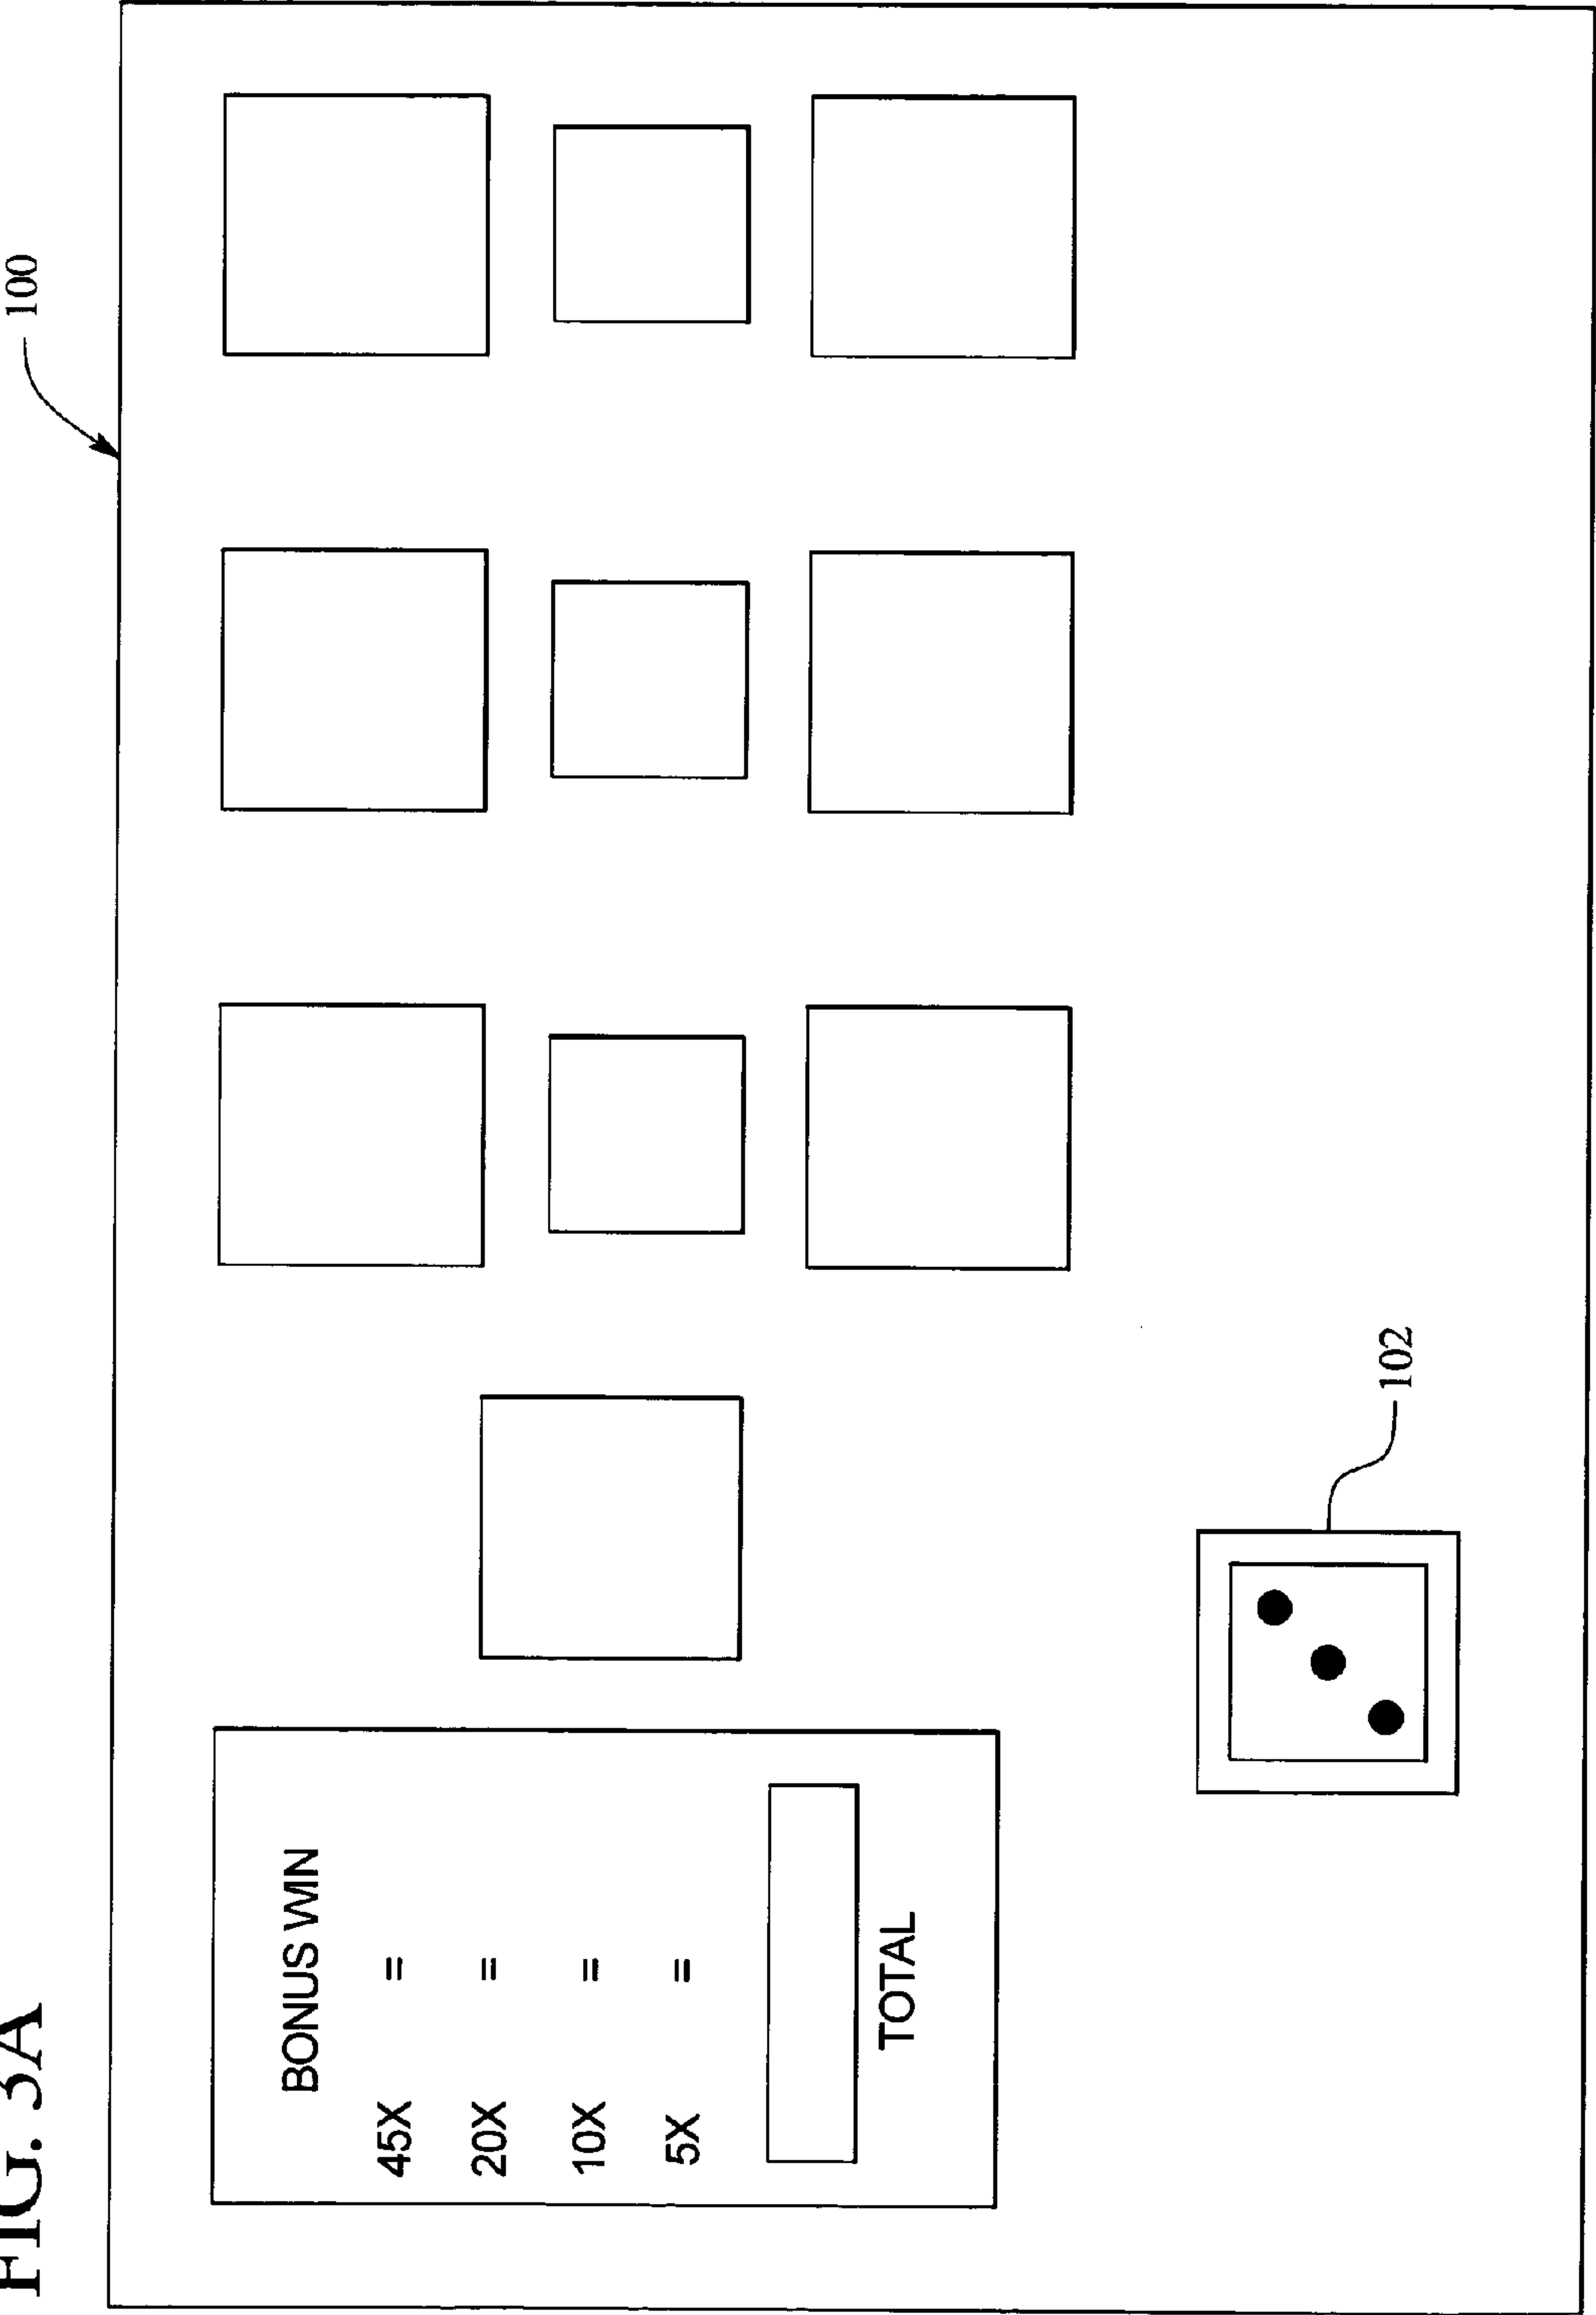 FIG. 3A
100
BONUS WIN
45X =
20X =
10X =
5X =
TOTAL
102